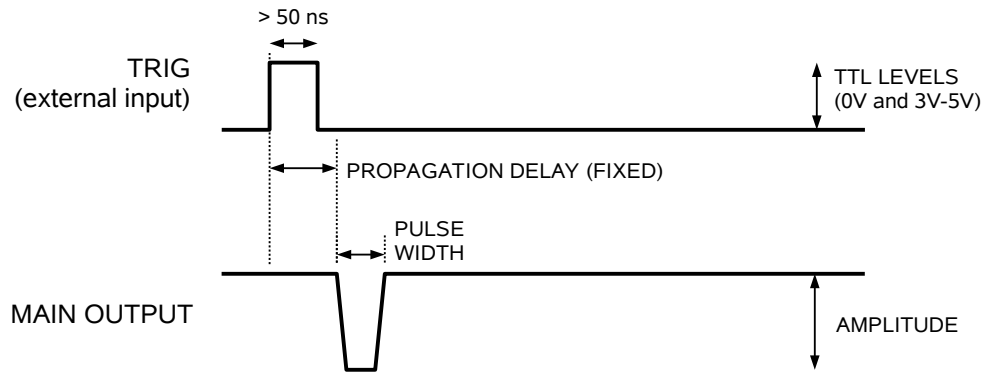 > 50 ns
TRIG
(external input)
TTL LEVELS
(0V and 3V-5V)
PROPAGATION DELAY (FIXED)
PULSE
WIDTH
MAIN OUTPUT
AMPLITUDE